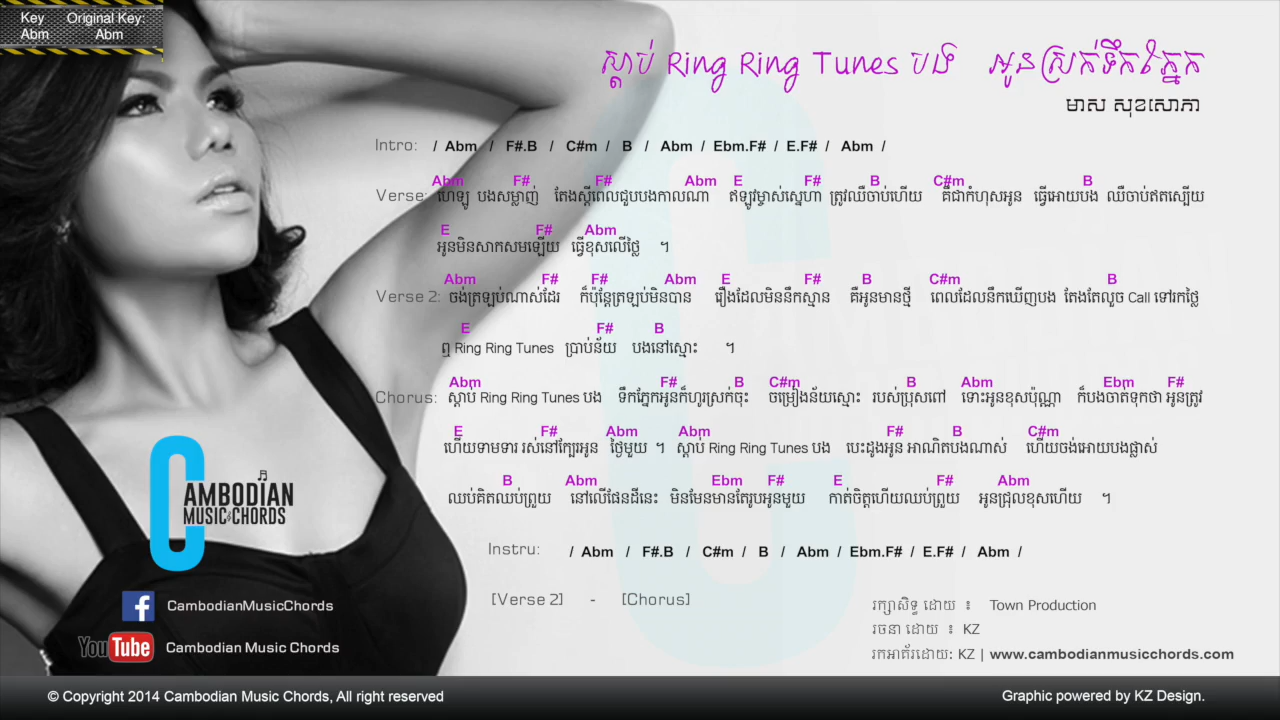 Key Original Key:
Abm Abm
ស្តាប់ Ring Ring Tunes បង អូនស្រក់ទឹកភ្នែក
មាស សុខសោភា
Intro: / Abm / F#.B / C#m / B / Abm / Ebm.F# / E.F# / Abm /
Abm F# F# Abm E F# B C#m B
Verse: ហេឡូ បងសម្លាញ់ តែងស្តីពេលជួបបងកាលណា ឥឡូវម្ចាស់ស្នេហា ត្រូវឈឺចាប់ហើយ គឺជាកំហុសអូន ធ្វើអោយបង ឈឺចាប់ឥតស្បើយ
E F# Abm
អូនមិនសាកសមឡើយ ធ្វើខុសលើថ្លៃ ។
Abm F# F# Abm E F# B C#m B
Verse 2: ចង់ត្រឡប់ណាស់ដែរ ក៏ប៉ុន្តែត្រឡប់មិនបាន រឿងដែលមិននឹកស្មាន គឺអូនមានថ្មី ពេលដែលនឹកឃើញបង តែងតែលួច Call ទៅរកថ្លៃ
E F# B
ឮ Ring Ring Tunes ប្រាប់ន័យ បងនៅស្មោះ ។
Abm F# B C#m B Abm Ebm F#
Chorus: ស្តាប់ Ring Ring Tunes បង ទឹកភ្នែកអូនក៏ហូរស្រក់ចុះ ចម្រៀងន័យស្មោះ របស់ប្រុសពៅ ទោះអូនខុសប៉ុណ្ណា ក៏បងចាត់ទុកថា អូនត្រូវ
E F# Abm Abm F# B C#m
ហើយទាមទារ រស់នៅក្បែរអូន ថ្ងៃមួយ ។ ស្តាប់ Ring Ring Tunes បង បេះដូងអូន អាណិតបងណាស់ ហើយចង់អោយបងផ្លាស់
B Abm Ebm F# E F# Abm
ឈប់គិតឈប់ព្រួយ នៅលើផែនដីនេះ មិនមែនមានតែរូបអូនមួយ កាត់ចិត្តហើយឈប់ព្រួយ អូនជ្រុលខុសហើយ ។
Instru: / Abm / F#.B / C#m / B / Abm / Ebm.F# / E.F# / Abm /
[Verse 2] - [Chorus]
CAMBODIAN
MUSIC CHORDS
CambodianMusicChords
YouTube Cambodian Music Chords
រក្សាសិទ្ធ ដោយ ៖ Town Production
រចនា ដោយ ៖ KZ
រកអាត័រដោយ: KZ | www.cambodianmusicchords.com
© Copyright 2014 Cambodian Music Chords, All right reserved
Graphic powered by KZ Design.